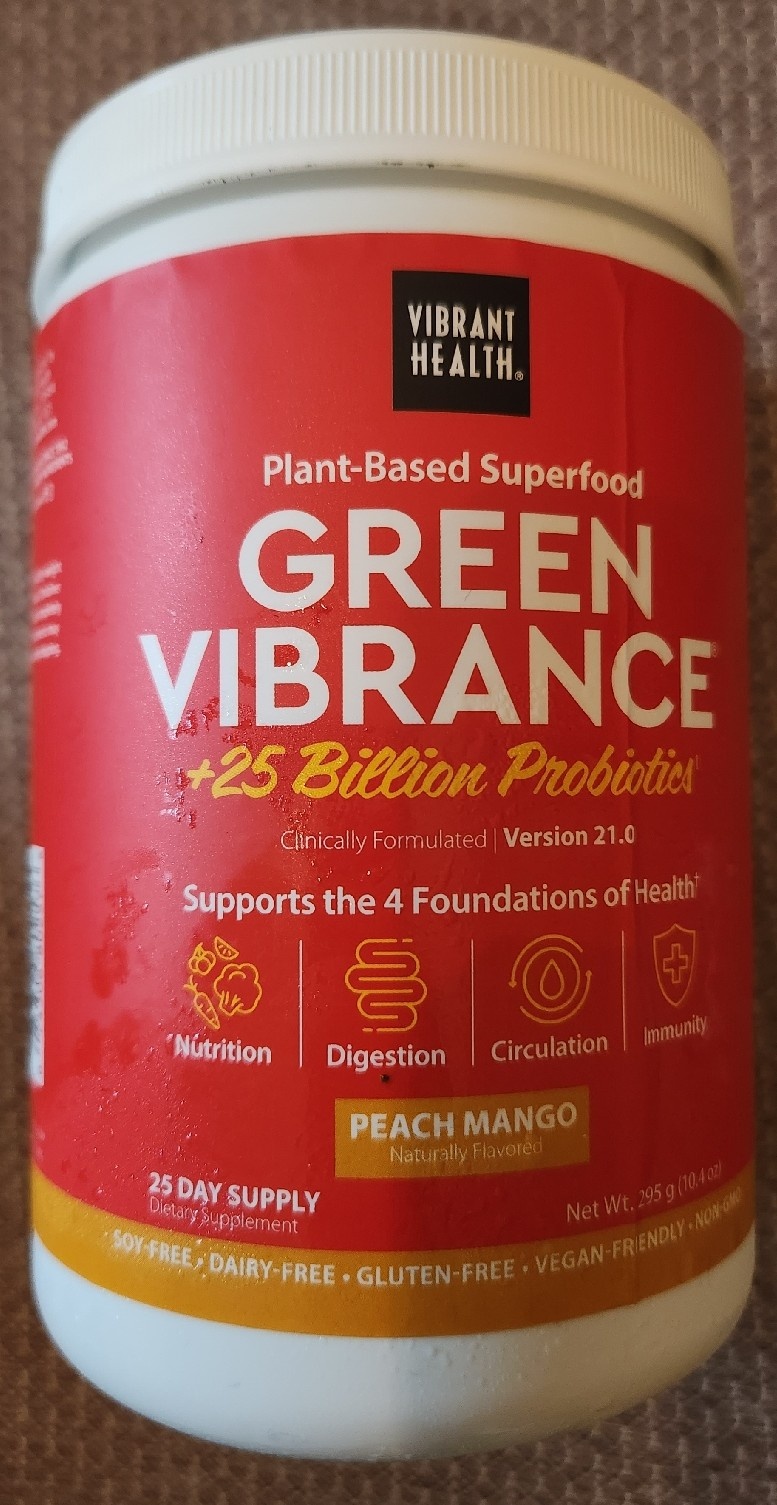 VIBRANT
HEALTH®
Plant-Based Superfood
GREEN
VIBRANCE®
+25 Billion Probiotics†
Clinically Formulated | Version 21.0
Supports the 4 Foundations of Health†
Nutrition
Digestion
Circulation
Immunity
PEACH MANGO
Naturally Flavored
25 DAY SUPPLY
Dietary Supplement
Net Wt. 295 g (10.4 oz)
SOY-FREE • DAIRY-FREE • GLUTEN-FREE • VEGAN-FRIENDLY • NON-GMO